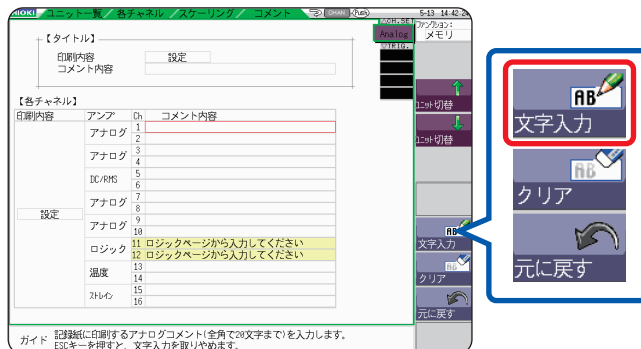 HIOKI ユニット一覧 / 各チャネル / スケーリング / コメント CHAN 5-13 14:42:24
▽CH.SET ファンクション:
Analog メモリ
▽TRIG.
【タイトル】
印刷内容 設定
コメント内容
ユニット切替
ユニット切替
【各チャネル】
印刷内容 アンプ Ch コメント内容
設定
アナログ 1
2
アナログ 3
4
DC/RMS 5
6
アナログ 7
8
アナログ 9
10
ロジック 11 ロジックページから入力してください
12 ロジックページから入力してください
温度 13
14
ストレイン 15
16
AB
文字入力
AB
クリア
元に戻す
ガイド 記録紙に印刷するアナログコメント(全角で20文字まで)を入力します。
ESCキーを押すと、文字入力を取りやめます。
AB
文字入力
AB
クリア
元に戻す